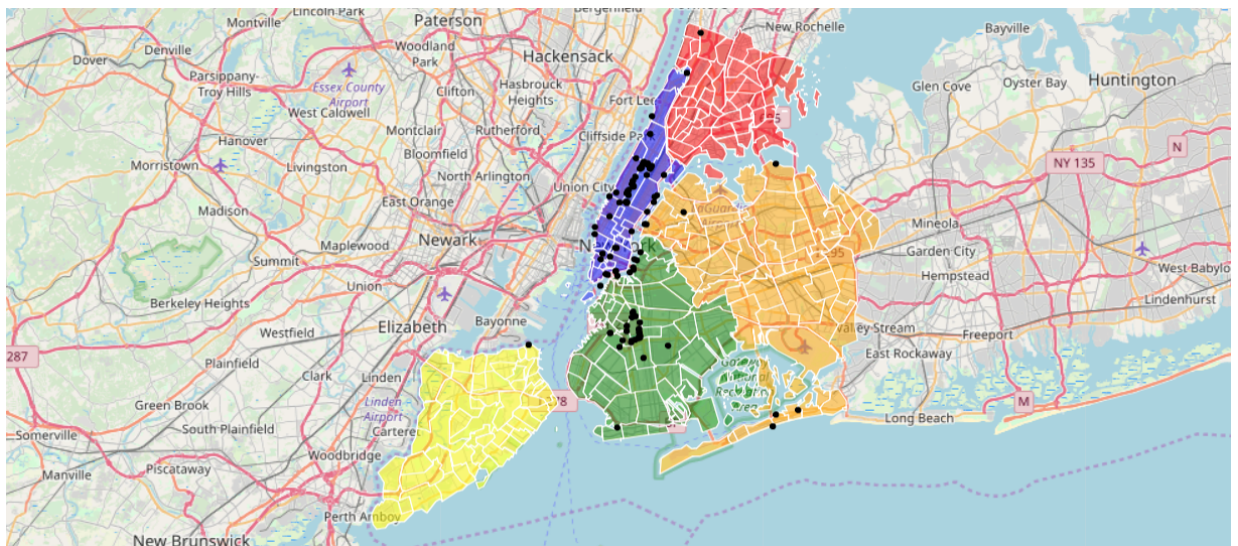 Lincoln Park
Bergenfield
Montville
Paterson
New Rochelle
Bayville
Woodland
Park
Denville
Hackensack
Dover
Parsippany-
Troy Hills
Essex County
Airport
Hasbrouck
Heights
Clifton
Glen Cove
Oyster Bay
Huntington
West Caldwell
Fort Lee
Hanover
Montclair
Rutherford
Cliffside Pa
Bloomfield
N
NY 135
Morristown
Livingston
North Arlington
Union City
East Orange
Madison
Mineola
Newark
Maplewood
Garden City
Summit
Hempstead
West Babylo
Union
Berkeley Heights
Lindenhurst
Bayonne
Elizabeth
Westfield
Valley Stream
Freeport
287
Plainfield
East Rockaway
Clark
Linden
Linden
Airport
Green Brook
278
M
Long Beach
South Plainfield
Carteret
Somerville
Woodbridge
Piscataway
Manville
Perth Amboy
New Brunswick